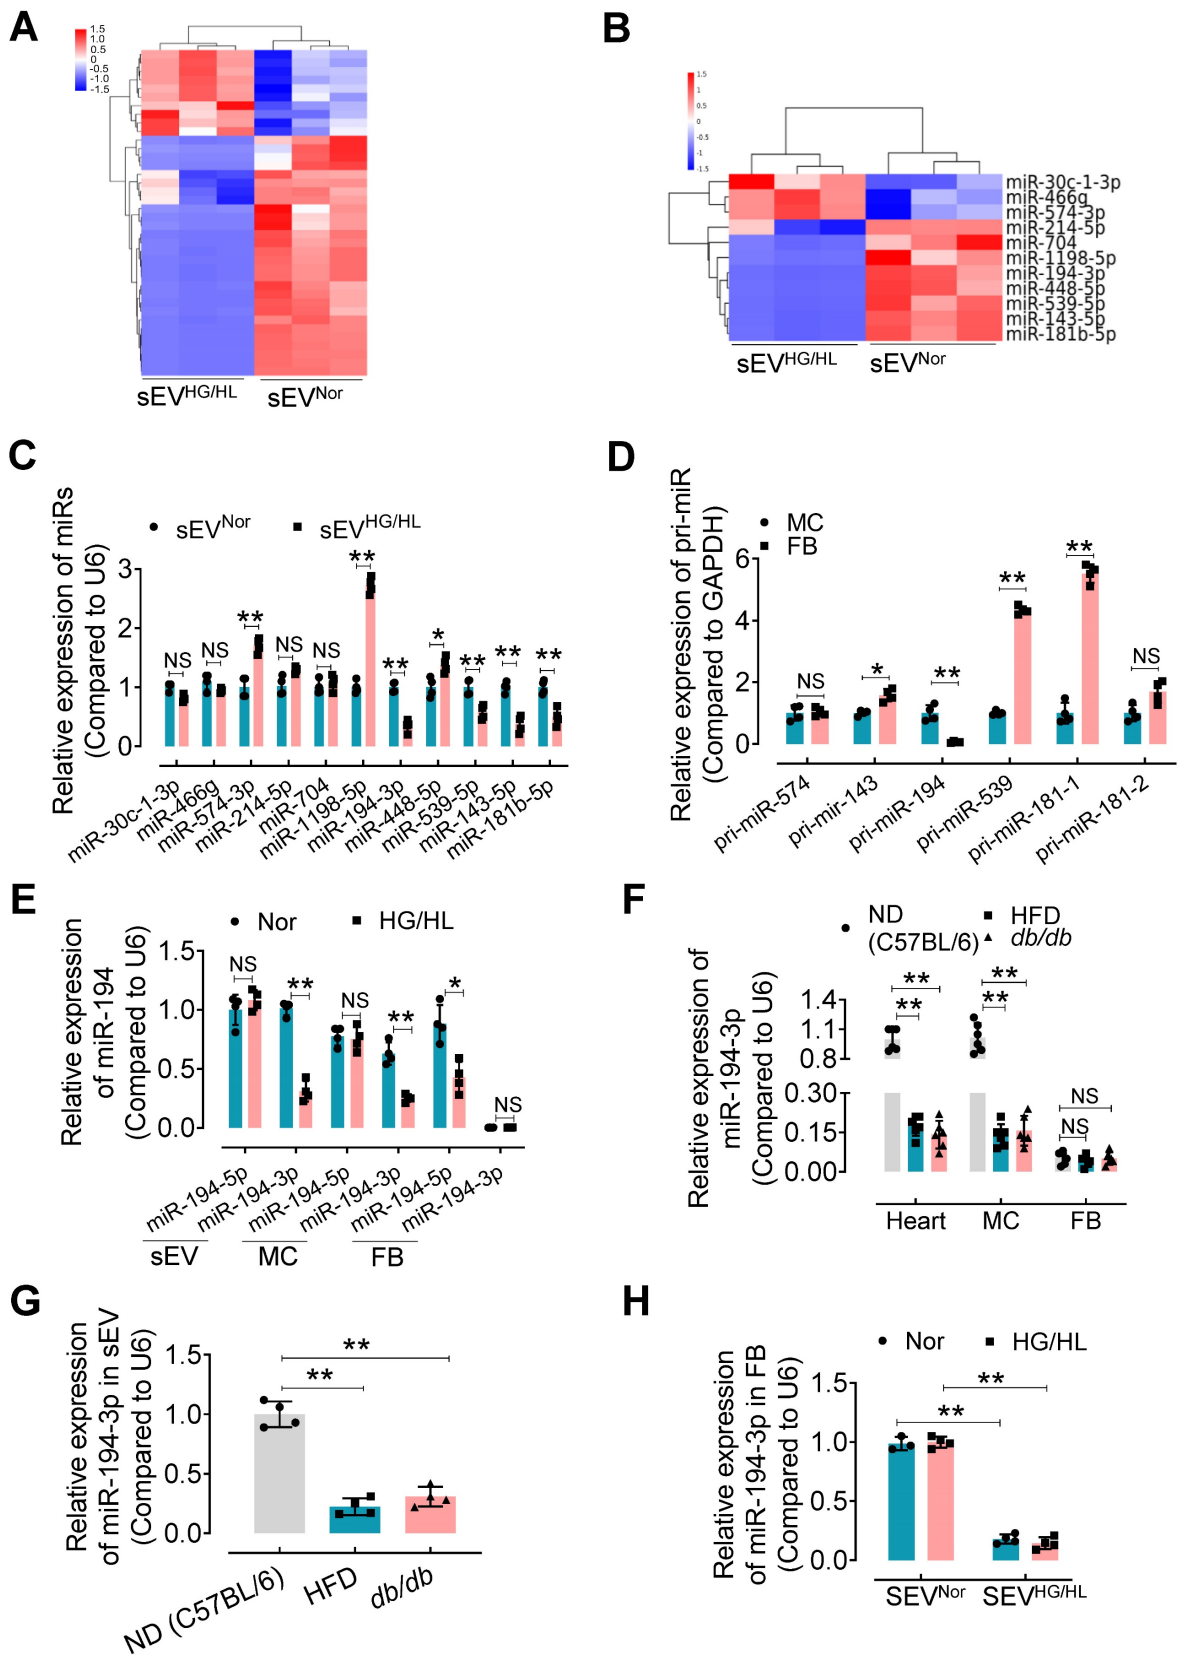 A
1.5
1.0
0.5
0
-0.5
-1.0
-1.5
sEVHG/HL
sEVNor
B
1.5
1
0.5
0
-0.5
-1
-1.5
miR-30c-1-3p
miR-466g
miR-574-3p
miR-214-5p
miR-704
miR-1198-5p
miR-194-3p
miR-448-5p
miR-539-5p
miR-143-5p
miR-181b-5p
sEVHG/HL
sEVNor
C
Relative expression of miRs
(Compared to U6)
sEVNor
sEVHG/HL
3
2
1
0
NS
NS
**
NS
NS
**
**
*
**
**
**
miR-30c-1-3p
miR-466g
miR-574-3p
miR-214-5p
miR-704
miR-1198-5p
miR-194-3p
miR-448-5p
miR-539-5p
miR-143-5p
miR-181b-5p
D
Relative expression of pri-miR
(Compared to GAPDH)
MC
FB
6
4
2
0
NS
*
**
**
**
NS
pri-miR-574
pri-mir-143
pri-miR-194
pri-miR-539
pri-miR-181-1
pri-miR-181-2
E
Relative expression
of miR-194
(Compared to U6)
Nor
HG/HL
1.5
1.0
0.5
0.0
NS
**
NS
**
*
NS
miR-194-5p
miR-194-3p
miR-194-5p
miR-194-3p
miR-194-5p
miR-194-3p
sEV
MC
FB
F
Relative expression of
miR-194-3p
(Compared to U6)
ND
(C57BL/6)
HFD
db/db
1.4
1.1
0.8
0.30
0.15
0.00
**
**
**
**
NS
NS
Heart
MC
FB
G
Relative expression
of miR-194-3p in sEV
(Compared to U6)
1.5
1.0
0.5
0.0
**
**
ND (C57BL/6)
HFD
db/db
H
Relative expression
of miR-194-3p in FB
(Compared to U6)
Nor
HG/HL
1.5
1.0
0.5
0.0
**
**
SEVNor
SEVHG/HL